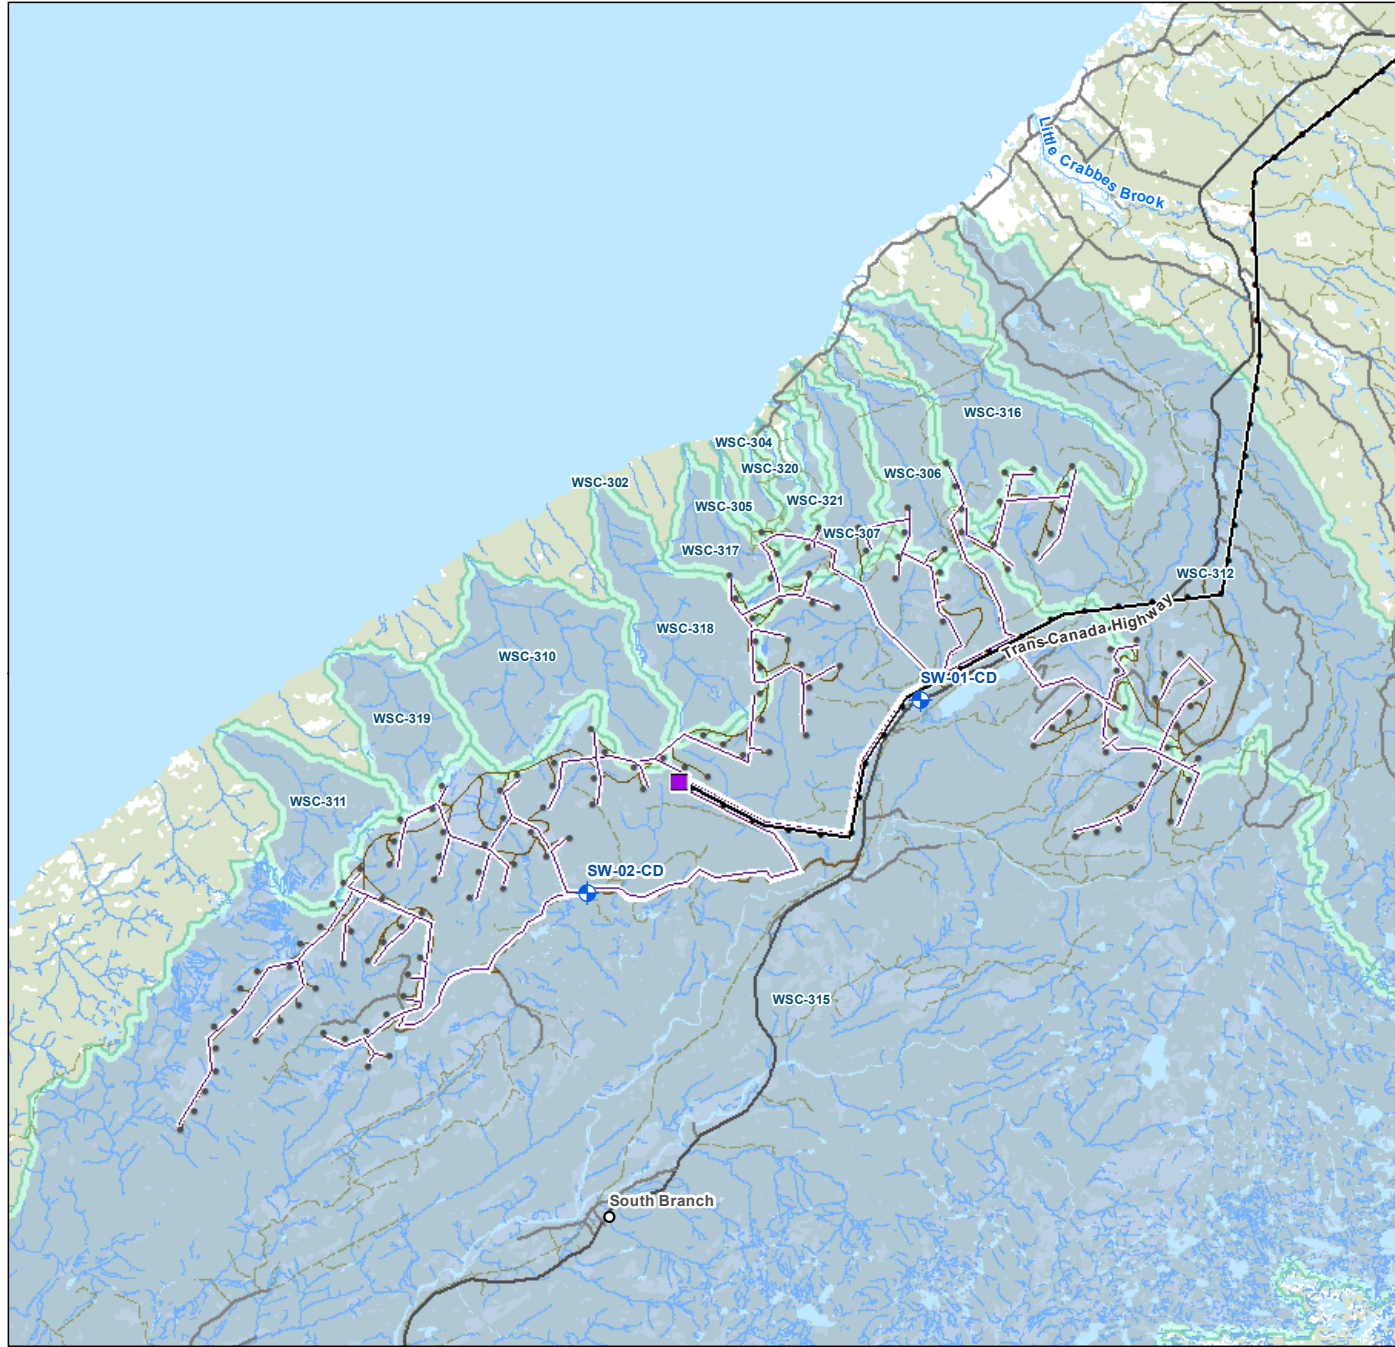 Little Crabbes Brook
WSC-316
WSC-304
WSC-320
WSC-306
WSC-302
WSC-321
WSC-305
WSC-307
WSC-317
WSC-312
Trans-Canada Highway
WSC-318
WSC-310
SW-01-CD
WSC-319
WSC-311
SW-02-CD
WSC-315
South Branch